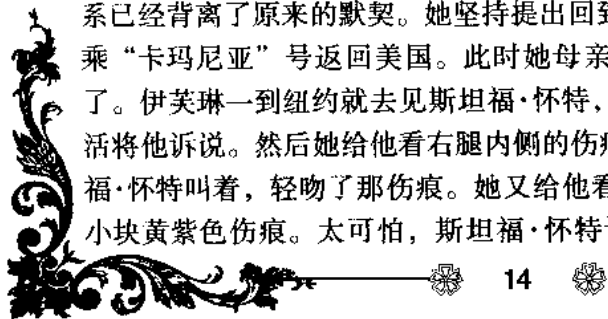 系已经背离了原来的默契。她坚持提出回
乘“卡玛尼亚”号返回美国。此时她母亲
了。伊芙琳一到纽约就去见斯坦福·怀特，
活将他诉说。然后她给他看右腿内侧的伤
福·怀特叫着，轻吻了那伤痕。她又给他看
小块黄紫色伤痕。太可怕，斯坦福·怀特
14